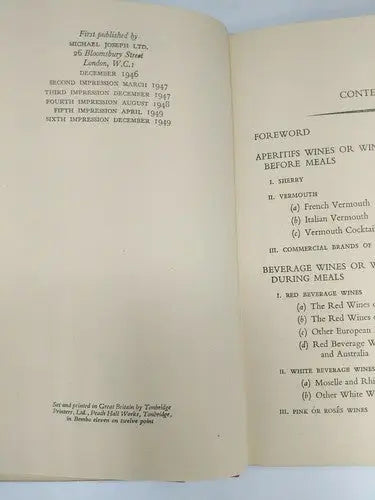 First published by
MICHAEL JOSEPH LTD.
26 Bloomsbury Street
London, W.C.1
DECEMBER 1946
SECOND IMPRESSION MARCH 1947
THIRD IMPRESSION DECEMBER 1947
FOURTH IMPRESSION AUGUST 1948
FIFTH IMPRESSION APRIL 1949
SIXTH IMPRESSION DECEMBER 1949
Set and printed in Great Britain by Tonbridge
Printers, Ltd., Peach Hall Works, Tonbridge,
in Bembo eleven on twelve point
CONTE
FOREWORD
APERITIFS WINES OR WIN
BEFORE MEALS
I. SHERRY
II. VERMOUTH
(a) French Vermouth
(b) Italian Vermouth
(c) Vermouth Cocktail
III. COMMERCIAL BRANDS OF
BEVERAGE WINES OR W
DURING MEALS
I. RED BEVERAGE WINES
(a) The Red Wines o
(b) The Red Wines o
(c) Other European
(d) Red Beverage W
and Australia
II. WHITE BEVERAGE WINES
(a) Moselle and Rhi
(b) Other White W
III. PINK OR ROSÉS WINES